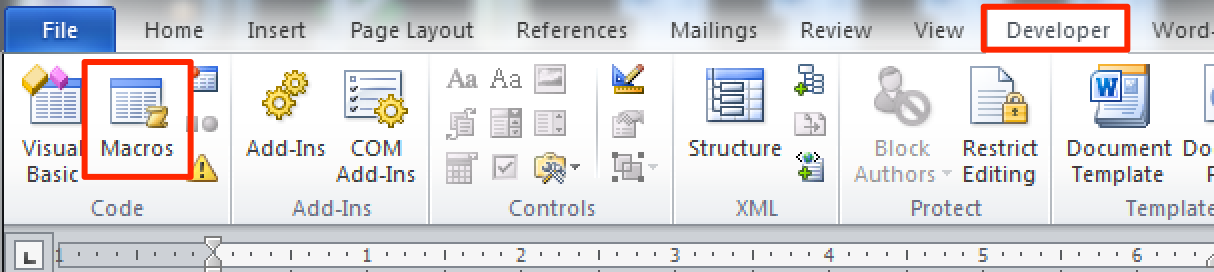 File Home Insert Page Layout References Mailings Review View Developer Word-
Visual Basic
Macros
Add-Ins
COM Add-Ins
Aa Aa
Structure
Block Authors
Restrict Editing
Document Template
Code Add-Ins Controls XML Protect
L 1 1 2 3 4 5 6